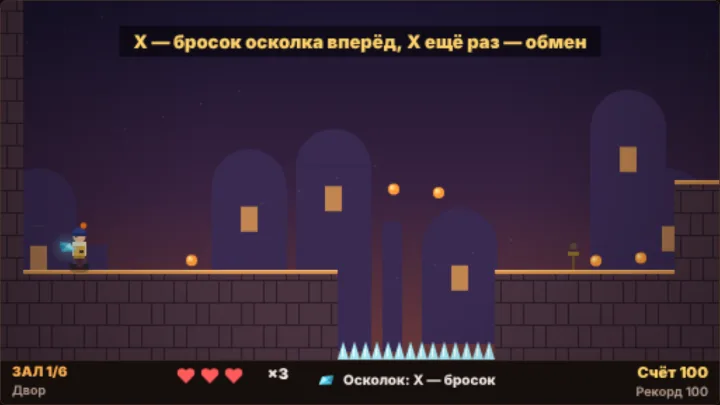 X — бросок осколка вперёд, X ещё раз — обмен
ЗАЛ 1/6
Двор
×3
Осколок: X — бросок
Счёт 100
Рекорд 100